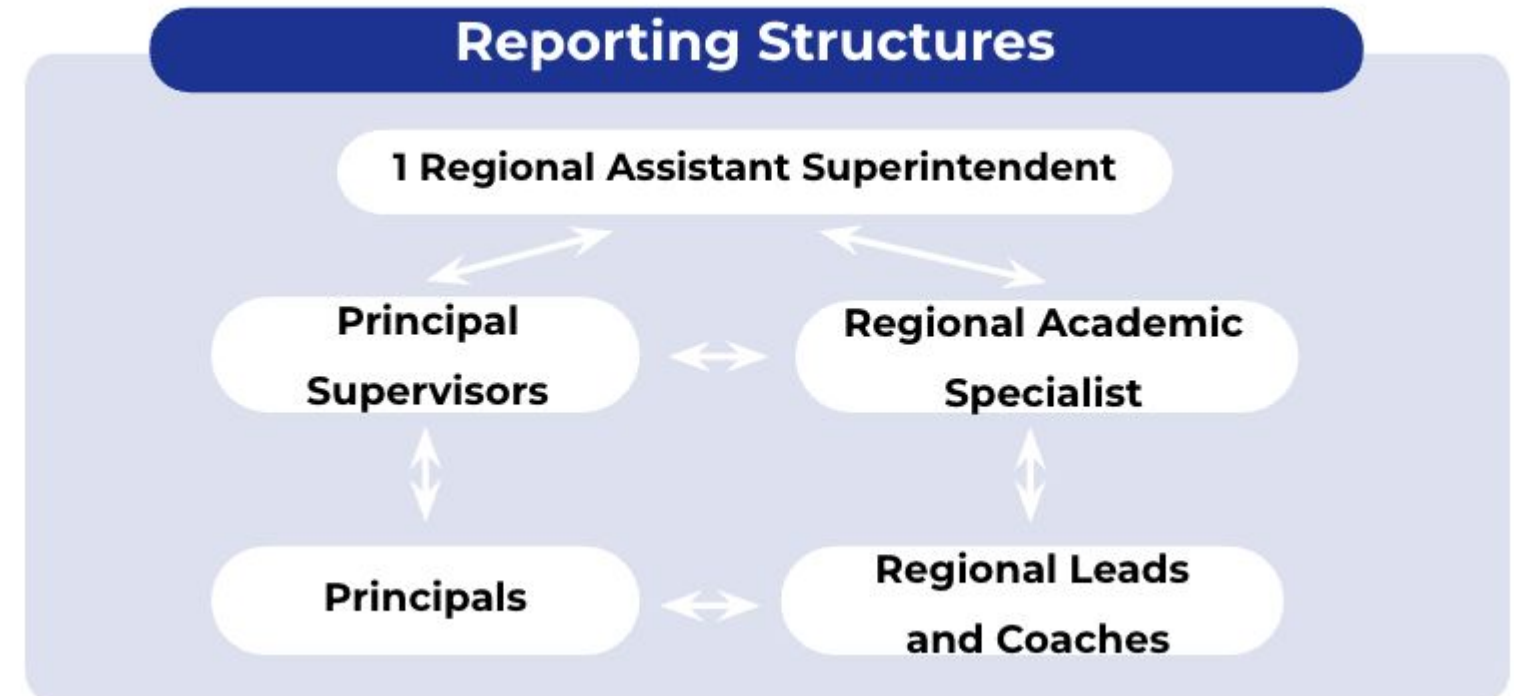 Reporting Structures
1 Regional Assistant Superintendent
Principal
Supervisors
Regional Academic
Specialist
Principals
Regional Leads
and Coaches